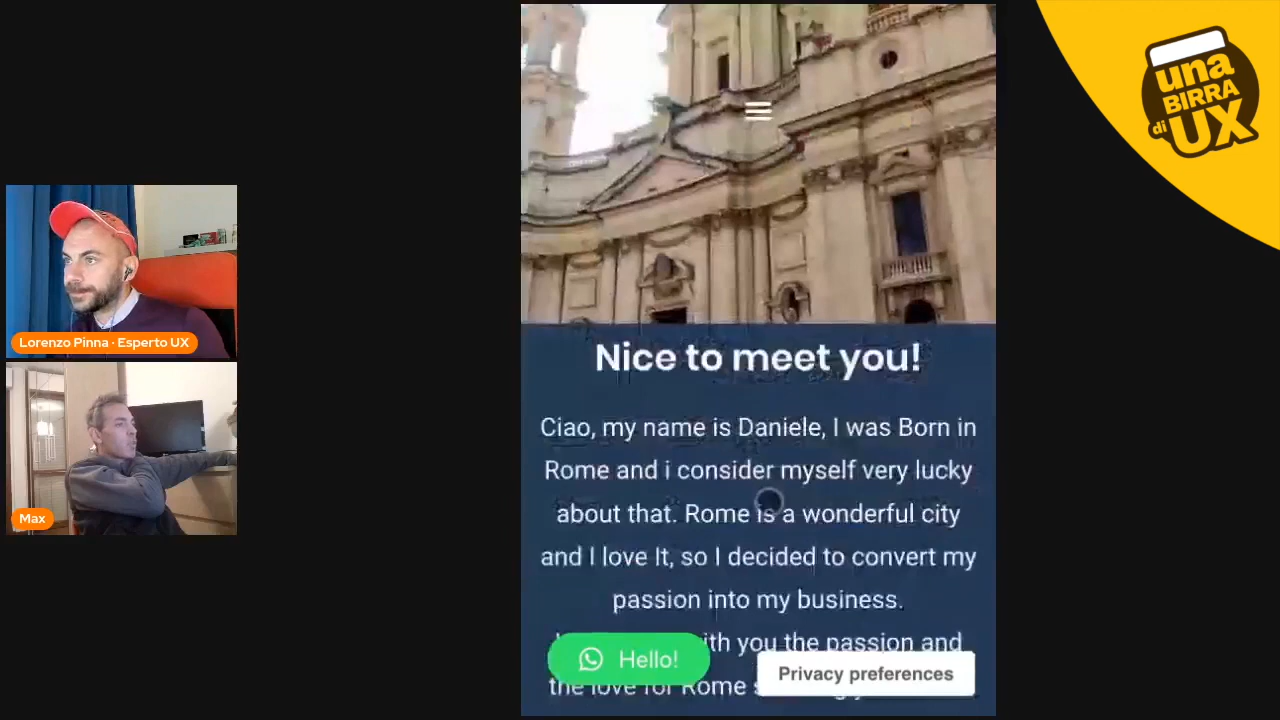 una
BIRRA
di UX
Nice to meet you!
Ciao, my name is Daniele, I was Born in
Rome and i consider myself very lucky
about that. Rome is a wonderful city
and I love It, so I decided to convert my
passion into my business.
with you the passion and
the love for Rome
Hello!
Privacy preferences
Lorenzo Pinna · Esperto UX
Max